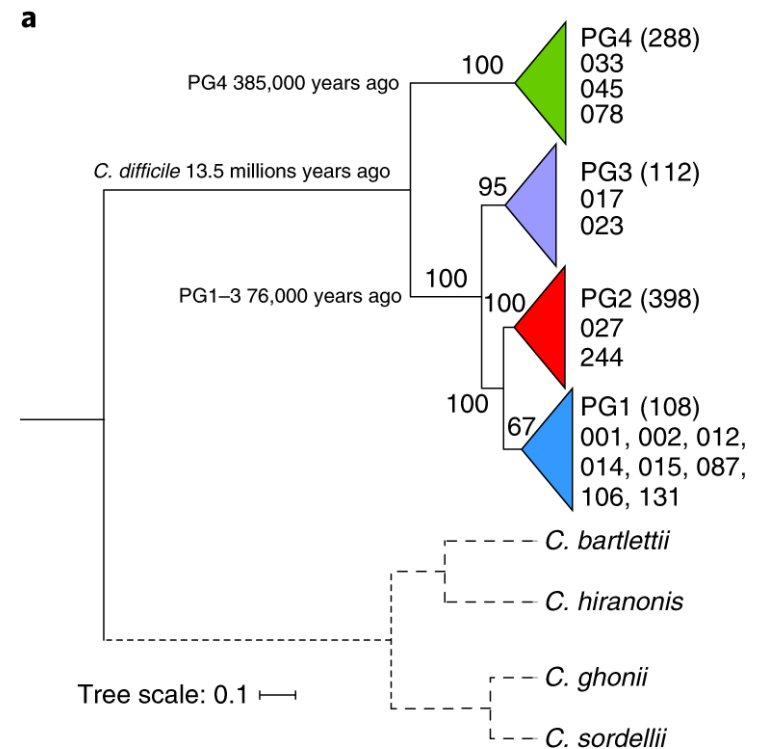 a
PG4 (288)
033
045
078
100
PG4 385,000 years ago
C. difficile 13.5 millions years ago
PG3 (112)
017
023
95
100
PG1–3 76,000 years ago
PG2 (398)
027
244
100
100
PG1 (108)
001, 002, 012,
014, 015, 087,
106, 131
67
C. bartlettii
C. hiranonis
C. ghonii
C. sordellii
Tree scale: 0.1